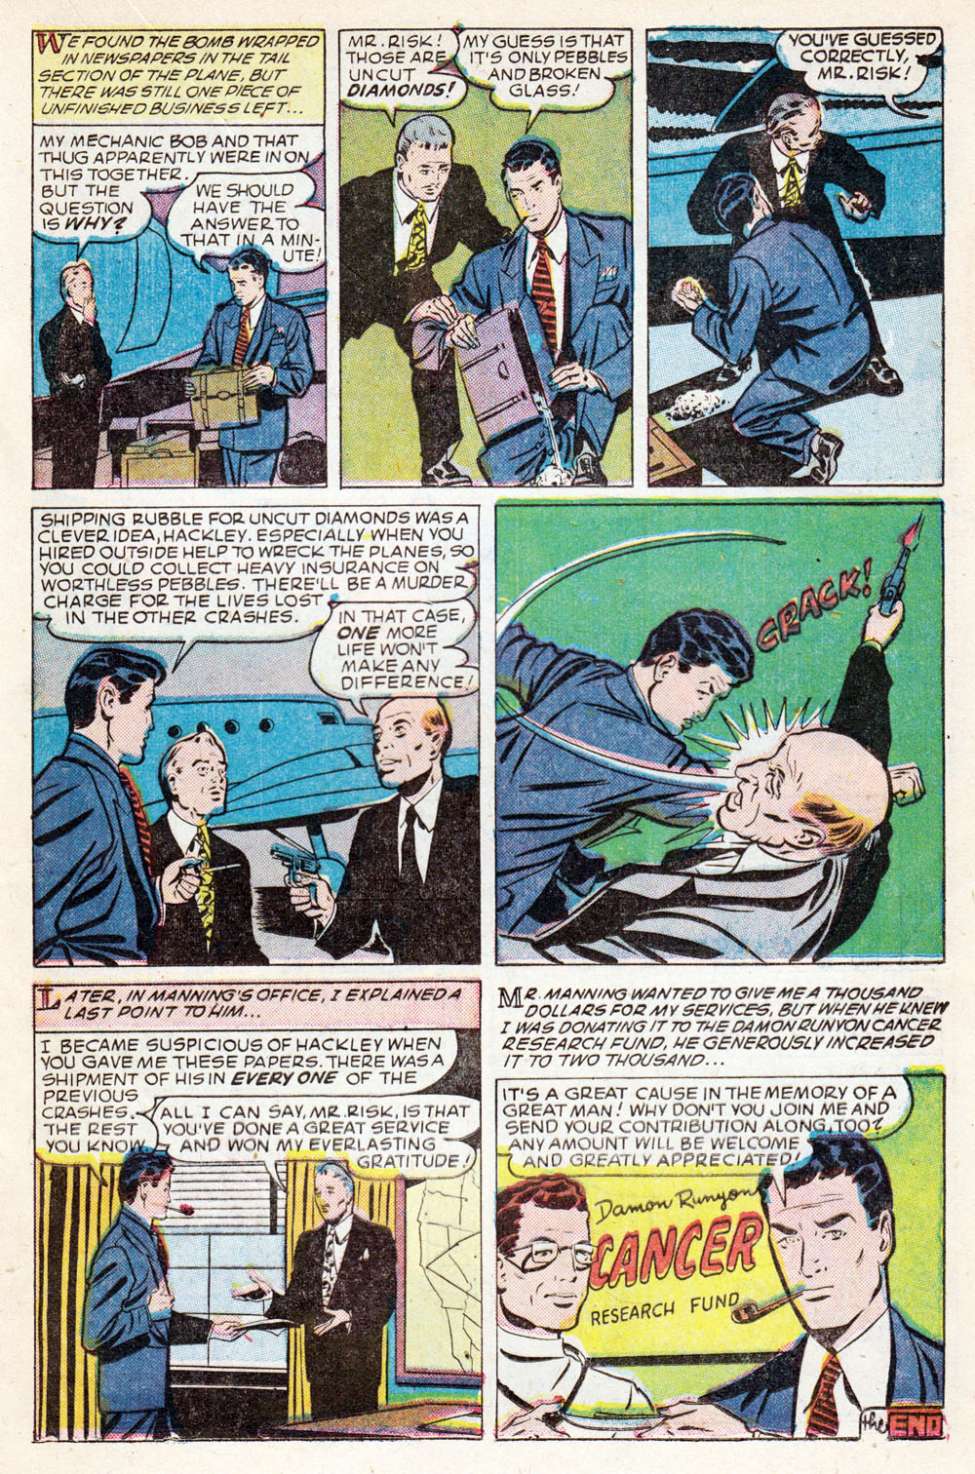 WE FOUND THE BOMB WRAPPED
IN NEWSPAPERS IN THE TAIL
SECTION OF THE PLANE, BUT
THERE WAS STILL ONE PIECE OF
UNFINISHED BUSINESS LEFT...
MY MECHANIC BOB AND THAT
THUG APPARENTLY WERE IN ON
THIS TOGETHER.
BUT THE
QUESTION
IS WHY?
WE SHOULD
HAVE THE
ANSWER TO
THAT IN A MIN-
UTE!
MR. RISK!
THOSE ARE
UNCUT
DIAMONDS!
MY GUESS IS THAT
IT'S ONLY PEBBLES
AND BROKEN
GLASS!
YOU'VE GUESSED
CORRECTLY,
MR. RISK!
SHIPPING RUBBLE FOR UNCUT DIAMONDS WAS A
CLEVER IDEA, HACKLEY. ESPECIALLY WHEN YOU
HIRED OUTSIDE HELP TO WRECK THE PLANES, SO
YOU COULD COLLECT HEAVY INSURANCE ON
WORTHLESS PEBBLES. THERE'LL BE A MURDER
CHARGE FOR THE LIVES LOST
IN THE OTHER CRASHES.
IN THAT CASE,
ONE MORE
LIFE WON'T
MAKE ANY
DIFFERENCE!
CRACK!
LATER, IN MANNING'S OFFICE, I EXPLAINED A
LAST POINT TO HIM...
I BECAME SUSPICIOUS OF HACKLEY WHEN
YOU GAVE ME THESE PAPERS. THERE WAS A
SHIPMENT OF HIS IN EVERY ONE OF THE
PREVIOUS
CRASHES.
THE REST
YOU KNOW.
ALL I CAN SAY, MR. RISK, IS THAT
YOU'VE DONE A GREAT SERVICE
AND WON MY EVERLASTING
GRATITUDE!
MR. MANNING WANTED TO GIVE ME A THOUSAND
DOLLARS FOR MY SERVICES, BUT WHEN HE KNEW
I WAS DONATING IT TO THE DAMON RUNYON CANCER
RESEARCH FUND, HE GENEROUSLY INCREASED
IT TO TWO THOUSAND...
IT'S A GREAT CAUSE IN THE MEMORY OF A
GREAT MAN! WHY DON'T YOU JOIN ME AND
SEND YOUR CONTRIBUTION ALONG, TOO?
ANY AMOUNT WILL BE WELCOME
AND GREATLY APPRECIATED!
Damon Runyon
CANCER
RESEARCH FUND
the END